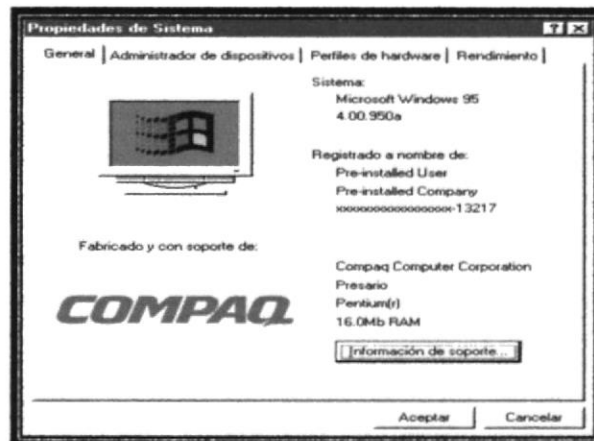 Propiedades de Sistema
General
Administrador de dispositivos
Perfiles de hardware
Rendimiento
Sistema:
Microsoft Windows 95
4.00.950a
Registrado a nombre de:
Pre-installed User
Pre-installed Company
xxxxxxxxxxxxxxxxx-13217
Fabricado y con soporte de:
COMPAQ
Compaq Computer Corporation
Presario
Pentium(r)
16.0Mb RAM
Información de soporte...
Aceptar
Cancelar